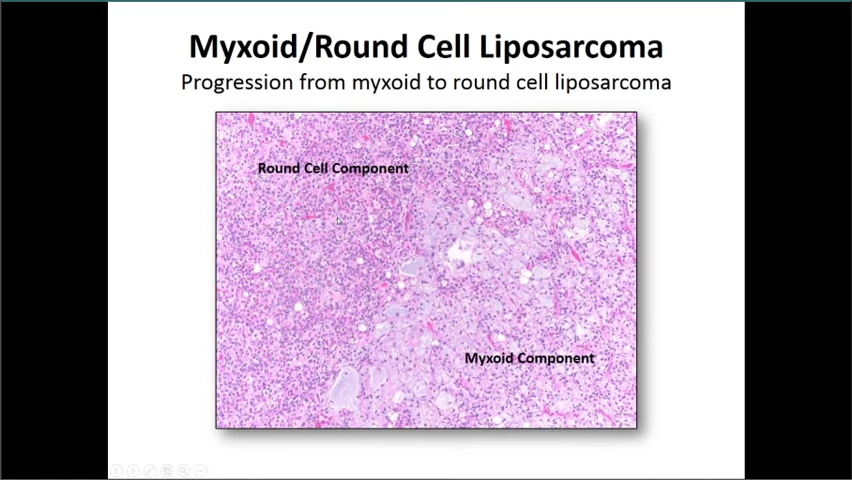 Myxoid/Round Cell Liposarcoma
Progression from myxoid to round cell liposarcoma
Round Cell Component
Myxoid Component